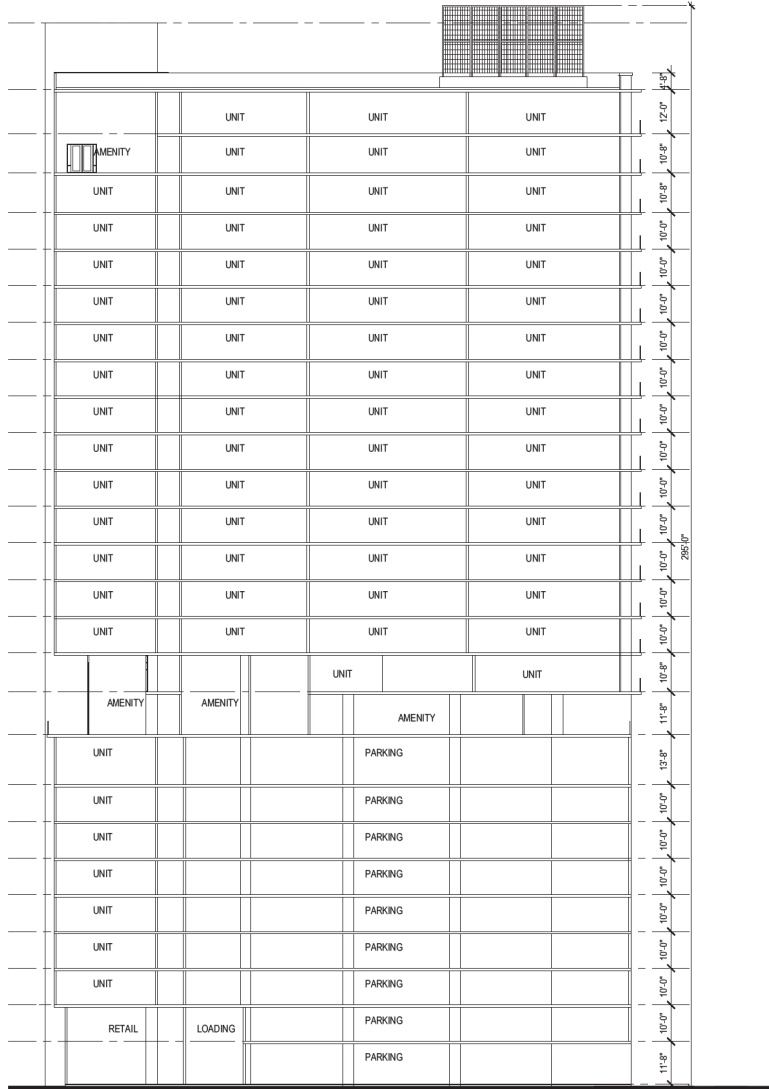 4'-8"
UNIT UNIT UNIT 12'-0"
AMENITY UNIT UNIT UNIT 10'-8"
UNIT UNIT UNIT UNIT 10'-8"
UNIT UNIT UNIT UNIT 10'-0"
UNIT UNIT UNIT UNIT 10'-0"
UNIT UNIT UNIT UNIT 10'-0"
UNIT UNIT UNIT UNIT 10'-0"
UNIT UNIT UNIT UNIT 10'-0"
UNIT UNIT UNIT UNIT 10'-0"
UNIT UNIT UNIT UNIT 10'-0"
UNIT UNIT UNIT UNIT 10'-0"
UNIT UNIT UNIT UNIT 10'-0"
295'-0"
UNIT UNIT UNIT UNIT 10'-0"
UNIT UNIT UNIT UNIT 10'-0"
UNIT UNIT UNIT UNIT 10'-0"
UNIT UNIT 10'-8"
AMENITY AMENITY AMENITY 11'-8"
UNIT PARKING 13'-8"
UNIT PARKING 10'-0"
UNIT PARKING 10'-0"
UNIT PARKING 10'-0"
UNIT PARKING 10'-0"
UNIT PARKING 10'-0"
UNIT PARKING 10'-0"
RETAIL LOADING PARKING 10'-0"
PARKING 11'-8"